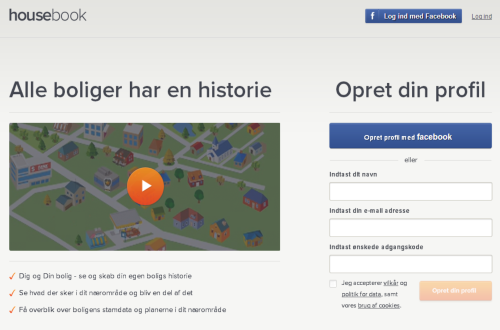 housebook
Log ind med Facebook
Log ind
Alle boliger har en historie
Opret din profil
Opret profil med facebook
eller
Indtast dit navn
Indtast din e-mail adresse
Indtast ønskede adgangskode
Jeg accepterer vilkår og
politik for data, samt
vores brug af cookies.
Opret din profil
Dig og Din bolig - se og skab din egen boligs historie
Se hvad der sker i dit nærområde og bliv en del af det
Få overblik over boligens stamdata og planerne i dit nærområde